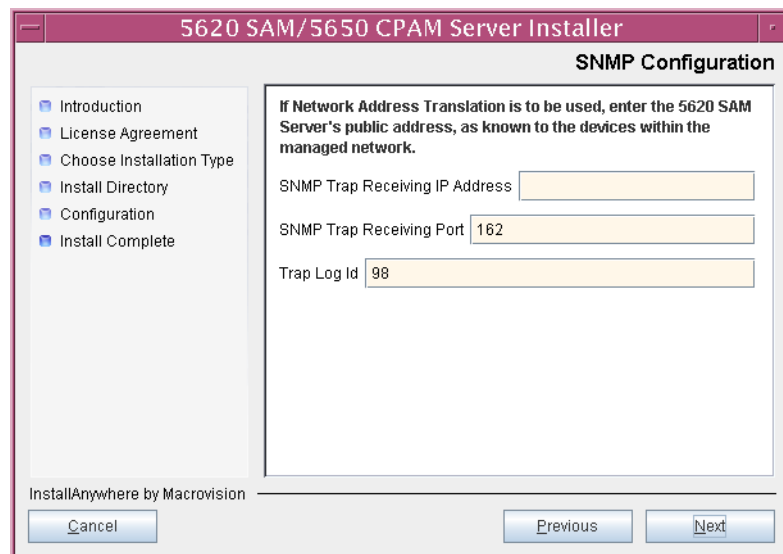 5620 SAM/5650 CPAM Server Installer
SNMP Configuration
Introduction
License Agreement
Choose Installation Type
Install Directory
Configuration
Install Complete
If Network Address Translation is to be used, enter the 5620 SAM
Server's public address, as known to the devices within the
managed network.
SNMP Trap Receiving IP Address
SNMP Trap Receiving Port 162
Trap Log Id 98
InstallAnywhere by Macrovision
Cancel
Previous
Next